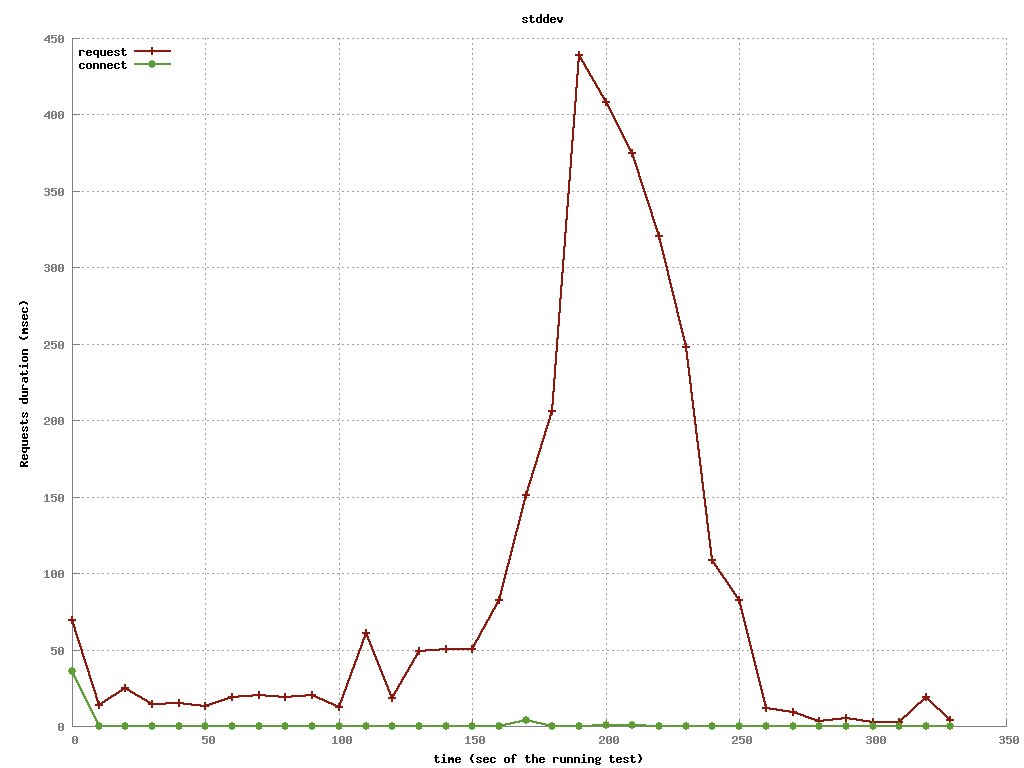 stddev
request
connect
Requests duration (msec)
450
400
350
300
250
200
150
100
50
0
0 50 100 150 200 250 300 350
time (sec of the running test)